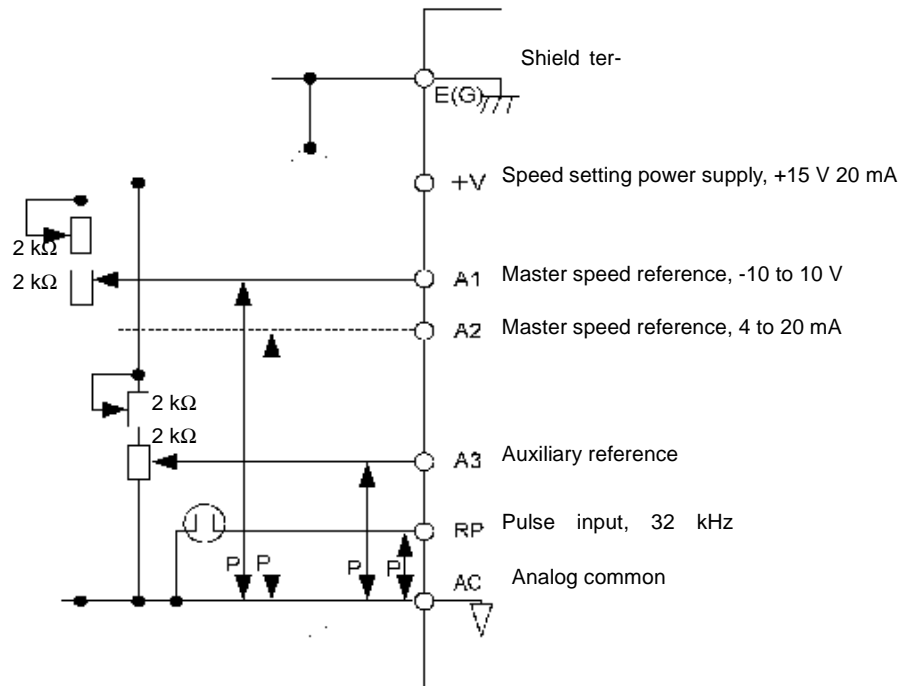 Shield ter-
E(G)
+V Speed setting power supply, +15 V 20 mA
2 kΩ
2 kΩ
A1 Master speed reference, -10 to 10 V
A2 Master speed reference, 4 to 20 mA
2 kΩ
2 kΩ
A3 Auxiliary reference
RP Pulse input, 32 kHz
P P P P
AC Analog common